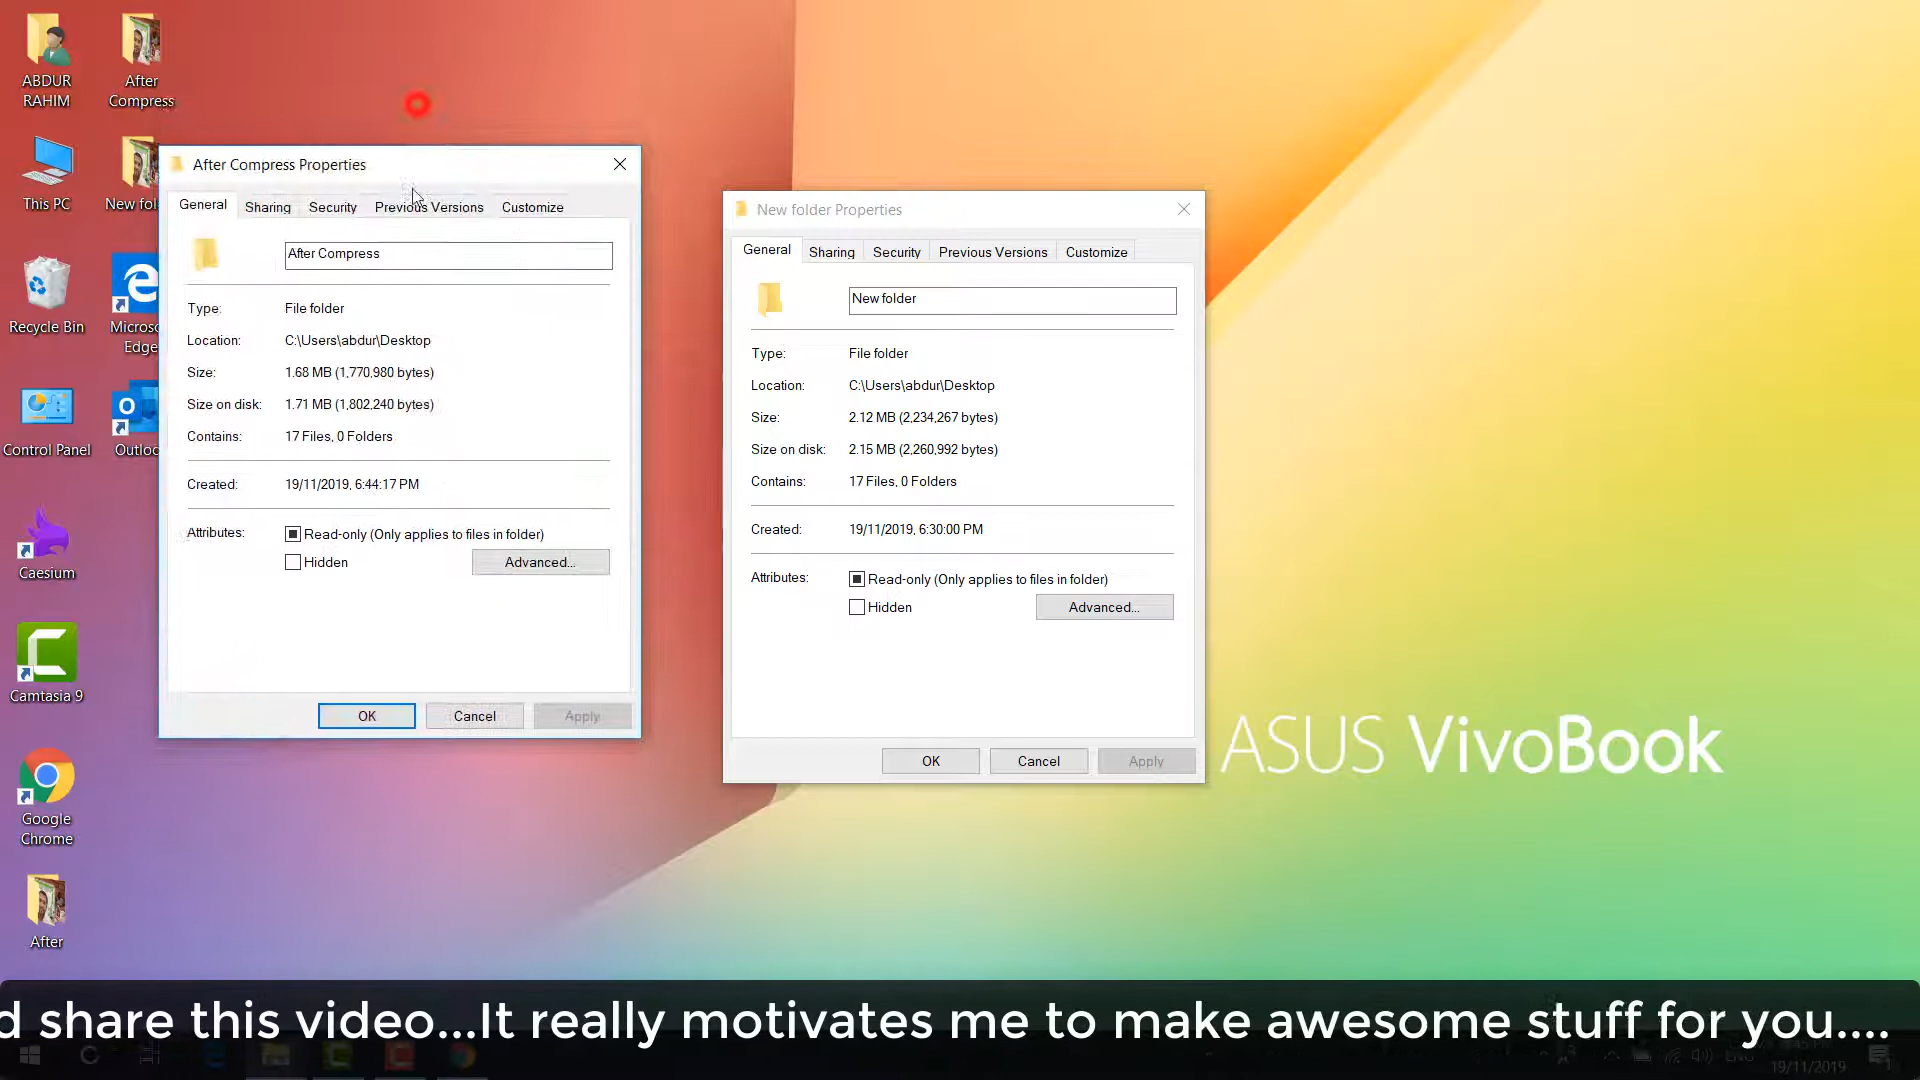 ABDUR
RAHIM
After
Compress
This PC
New fol
Recycle Bin
Microso
Edge
Control Panel
Outloo
Caesium
Camtasia 9
Google
Chrome
After
After Compress Properties
General
Sharing
Security
Previous Versions
Customize
After Compress
Type:
File folder
Location:
C:\Users\abdur\Desktop
Size:
1.68 MB (1,770,980 bytes)
Size on disk:
1.71 MB (1,802,240 bytes)
Contains:
17 Files, 0 Folders
Created:
19/11/2019, 6:44:17 PM
Attributes:
Read-only (Only applies to files in folder)
Hidden
Advanced...
OK
Cancel
Apply
New folder Properties
General
Sharing
Security
Previous Versions
Customize
New folder
Type:
File folder
Location:
C:\Users\abdur\Desktop
Size:
2.12 MB (2,234,267 bytes)
Size on disk:
2.15 MB (2,260,992 bytes)
Contains:
17 Files, 0 Folders
Created:
19/11/2019, 6:30:00 PM
Attributes:
Read-only (Only applies to files in folder)
Hidden
Advanced...
OK
Cancel
Apply
ASUS VivoBook
d share this video...It really motivates me to make awesome stuff for you....
ENG
19/11/2019